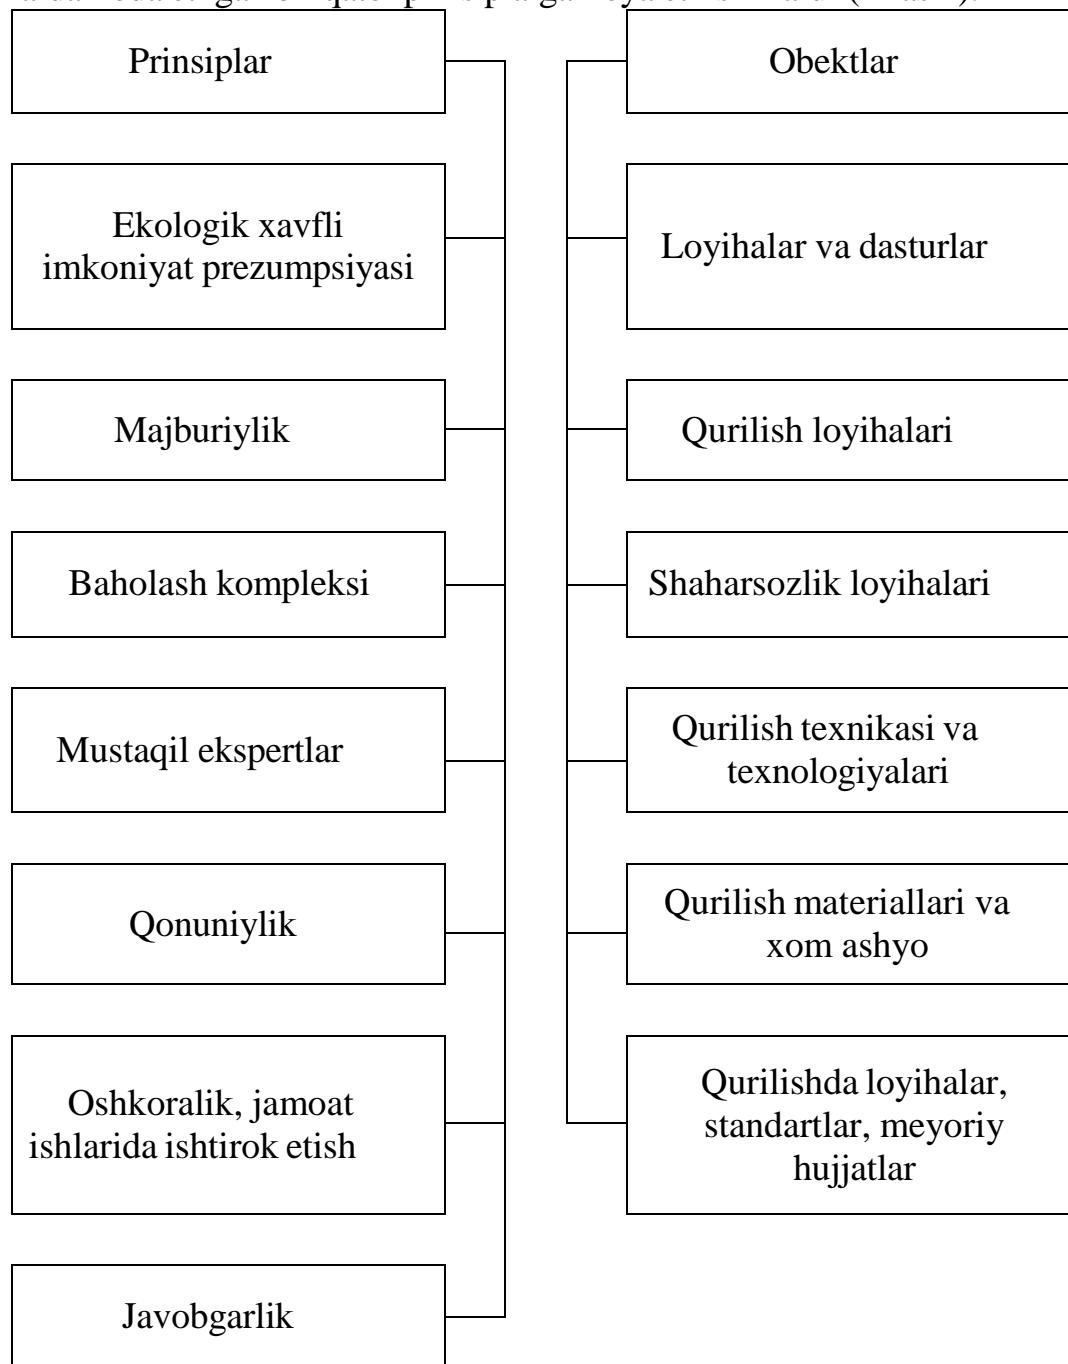 Prinsiplar
Ekologik xavfli
imkoniyat prezumpsiyasi
Majburiylik
Baholash kompleksi
Mustaqil ekspertlar
Qonuniylik
Oshkoralik, jamoat
ishlarida ishtirok etish
Javobgarlik
Obektlar
Loyihalar va dasturlar
Qurilish loyihalari
Shaharsozlik loyihalari
Qurilish texnikasi va
texnologiyalari
Qurilish materiallari va
xom ashyo
Qurilishda loyihalar,
standartlar, meyoriy
hujjatlar